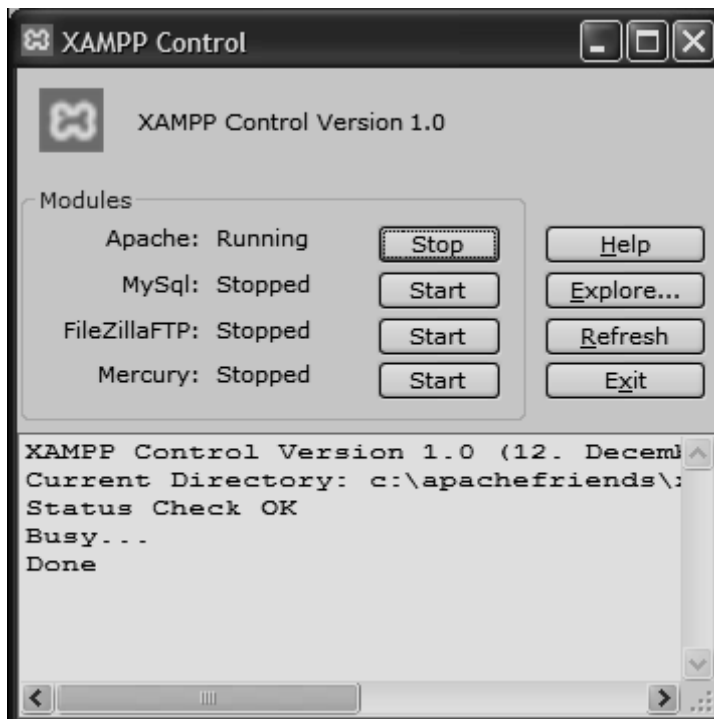 XAMPP Control
XAMPP Control Version 1.0
Modules
Apache: Running Stop
MySql: Stopped Start
FileZillaFTP: Stopped Start
Mercury: Stopped Start
Help
Explore...
Refresh
Exit
XAMPP Control Version 1.0 (12.
Current Directory: c:\apachefriends\
Status Check OK
Busy...
Done